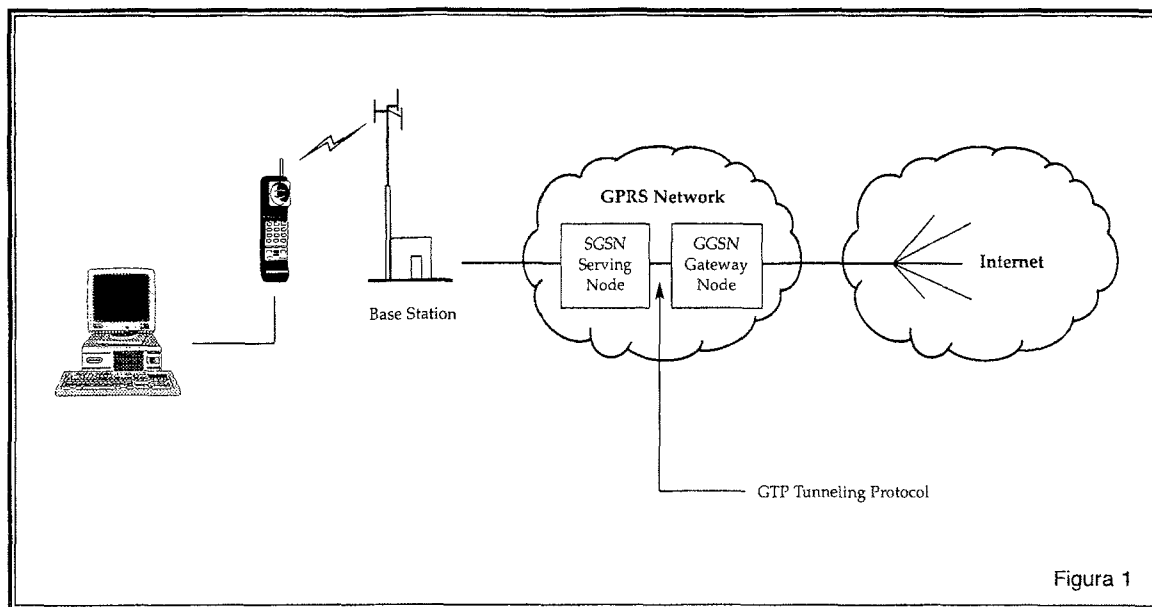 GPRS Network
SGSN
Serving
Node
GGSN
Gateway
Node
Internet
Base Station
GTP Tunneling Protocol
Figura 1